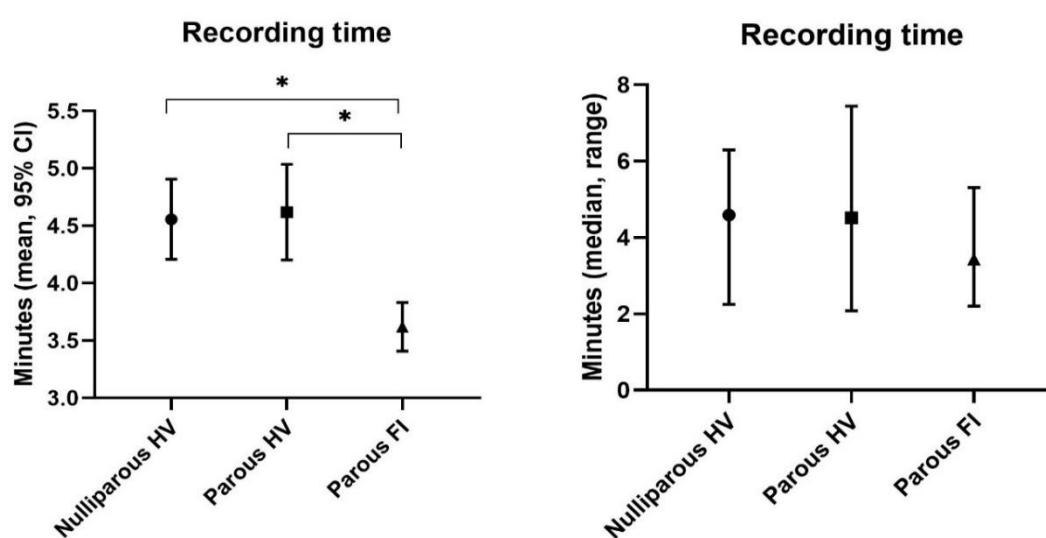 Recording time
*
*
Minutes (mean, 95% CI)
5.5
5.0
4.5
4.0
3.5
3.0
Nulliparous HV
Parous HV
Parous FI
Recording time
Minutes (median, range)
8
6
4
2
0
Nulliparous HV
Parous HV
Parous FI